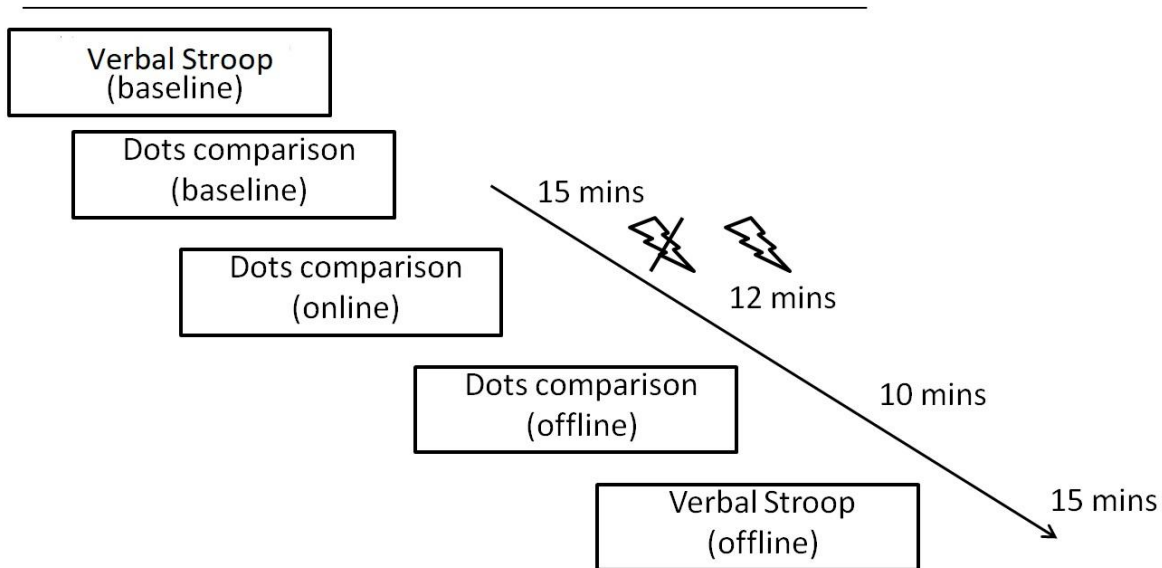 Verbal Stroop
(baseline)
Dots comparison
(baseline)
15 mins
Dots comparison
(online)
12 mins
Dots comparison
(offline)
10 mins
Verbal Stroop
(offline)
15 mins